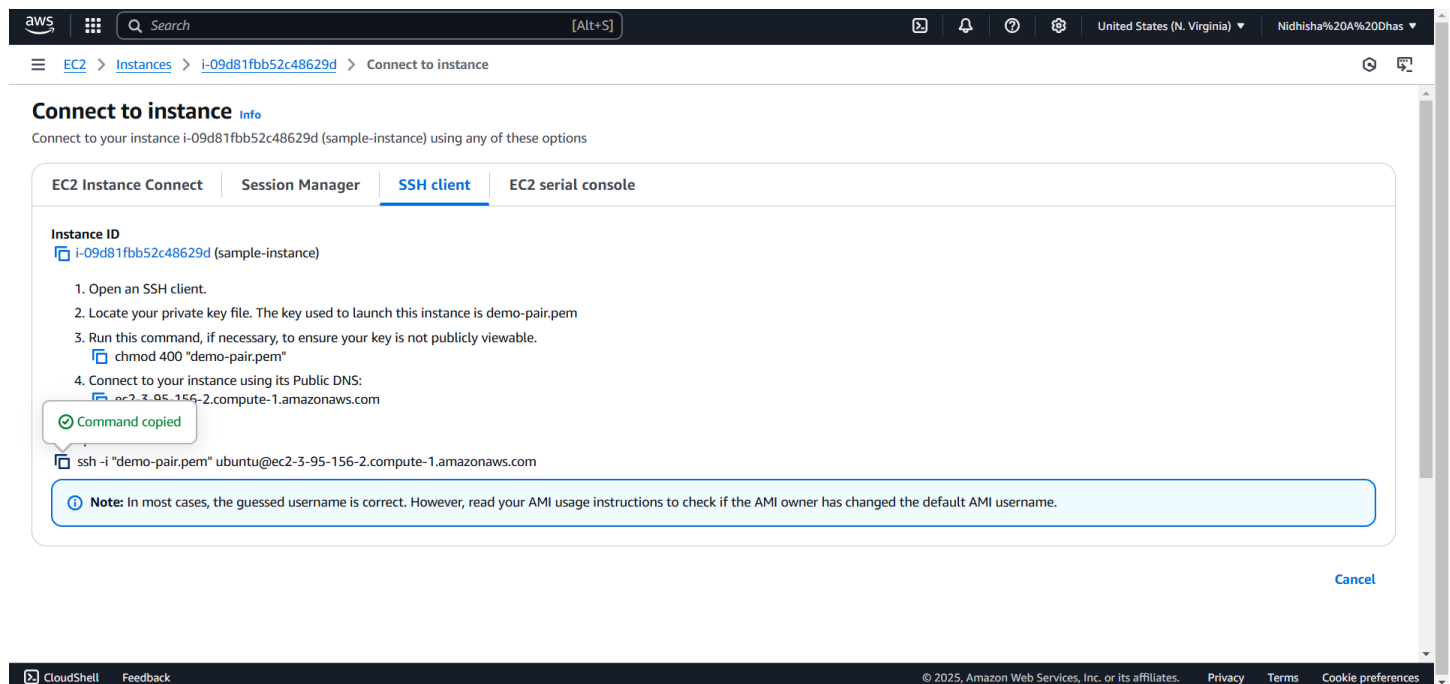 aws
Search [Alt+S]
United States (N. Virginia) ▼
Nidhisha%20A%20Dhas ▼
EC2 > Instances > i-09d81fbb52c48629d > Connect to instance
Connect to instance Info
Connect to your instance i-09d81fbb52c48629d (sample-instance) using any of these options
EC2 Instance Connect
Session Manager
SSH client
EC2 serial console
Instance ID
i-09d81fbb52c48629d (sample-instance)
1. Open an SSH client.
2. Locate your private key file. The key used to launch this instance is demo-pair.pem
3. Run this command, if necessary, to ensure your key is not publicly viewable.
chmod 400 "demo-pair.pem"
4. Connect to your instance using its Public DNS:
ec2-3-95-156-2.compute-1.amazonaws.com
Command copied
ssh -i "demo-pair.pem" ubuntu@ec2-3-95-156-2.compute-1.amazonaws.com
Note: In most cases, the guessed username is correct. However, read your AMI usage instructions to check if the AMI owner has changed the default AMI username.
Cancel
CloudShell Feedback
© 2025, Amazon Web Services, Inc. or its affiliates. Privacy Terms Cookie preferences